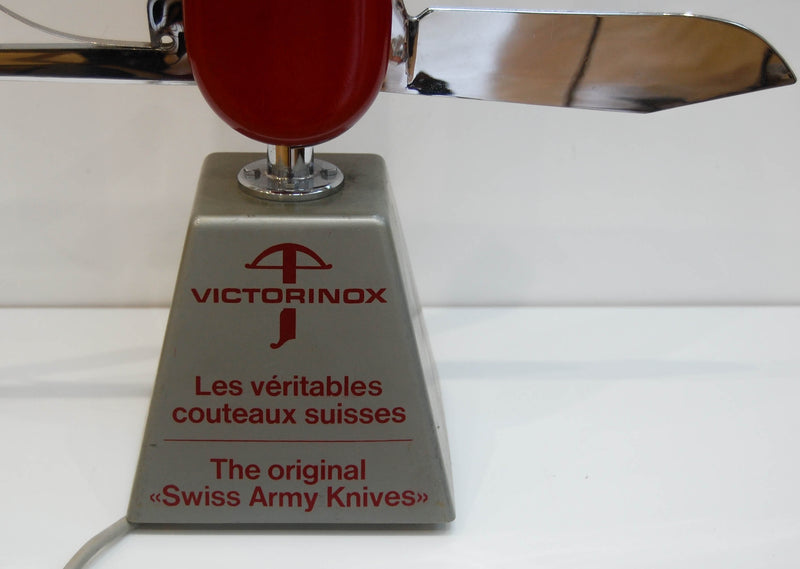 VICTORINOX
Les véritables
couteaux suisses
The original
«Swiss Army Knives»